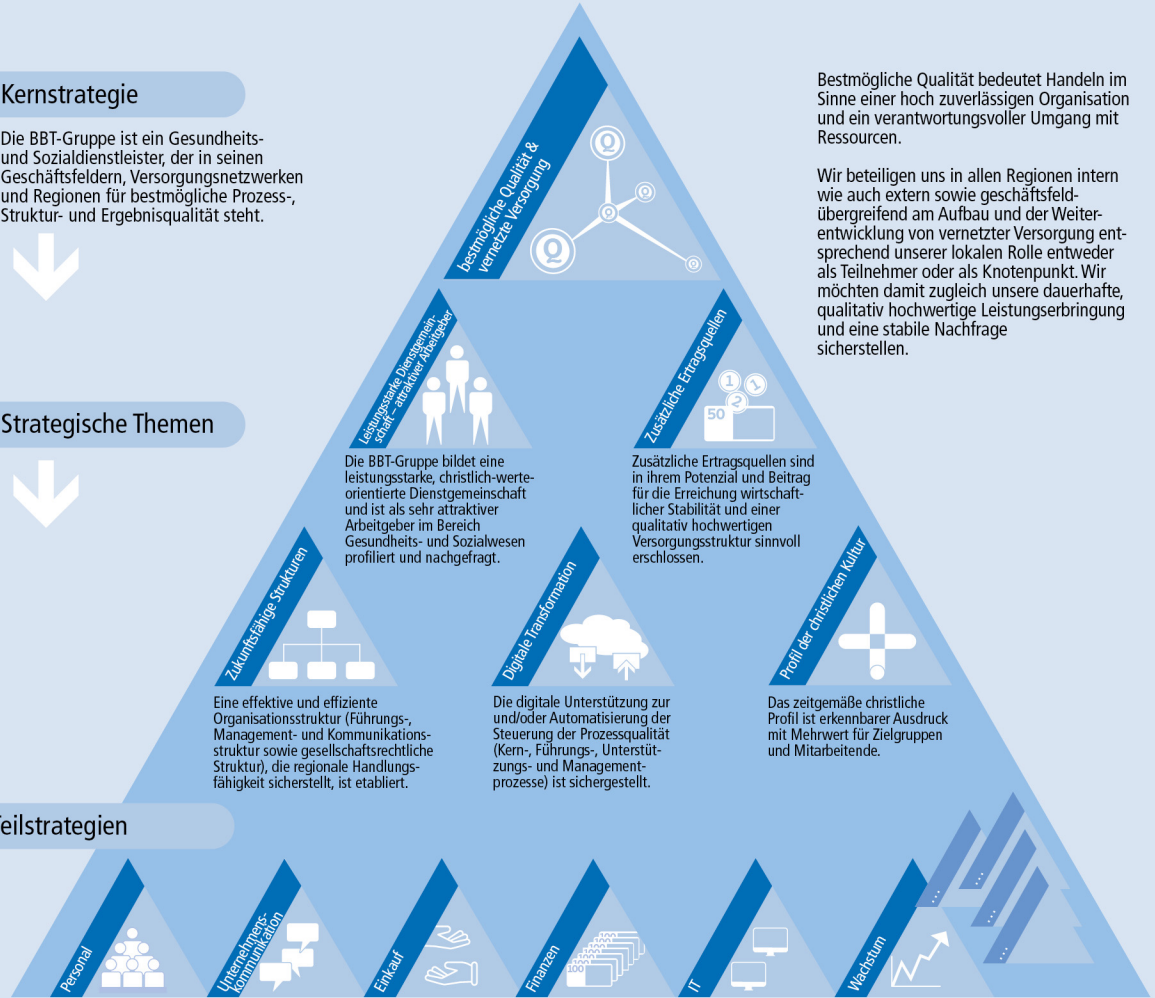 Kernstrategie
Die BBT-Gruppe ist ein Gesundheits-
und Sozialdienstleister, der in seinen
Geschäftsfeldern, Versorgungsnetzwerken
und Regionen für bestmögliche Prozess-,
Struktur- und Ergebnisqualität steht.
bestmögliche Qualität &
vernetzte Versorgung
Q
Q
Q
Q
Q
Bestmögliche Qualität bedeutet Handeln im
Sinne einer hoch zuverlässigen Organisation
und ein verantwortungsvoller Umgang mit
Ressourcen.
Wir beteiligen uns in allen Regionen intern
wie auch extern sowie geschäftsfeld-
übergreifend am Aufbau und der Weiter-
entwicklung von vernetzter Versorgung ent-
sprechend unserer lokalen Rolle entweder
als Teilnehmer oder als Knotenpunkt. Wir
möchten damit zugleich unsere dauerhafte,
qualitativ hochwertige Leistungserbringung
und eine stabile Nachfrage
sicherstellen.
Strategische Themen
Leistungsstarke Dienstgemein-
schaft – attraktiver Arbeitgeber
Die BBT-Gruppe bildet eine
leistungsstarke, christlich-werte-
orientierte Dienstgemeinschaft
und ist als sehr attraktiver
Arbeitgeber im Bereich
Gesundheits- und Sozialwesen
profiliert und nachgefragt.
Zusätzliche Ertragsquellen
1
1
2
50
Zusätzliche Ertragsquellen sind
in ihrem Potenzial und Beitrag
für die Erreichung wirtschaft-
licher Stabilität und einer
qualitativ hochwertigen
Versorgungsstruktur sinnvoll
erschlossen.
Zukunftsfähige Strukturen
Eine effektive und effiziente
Organisationsstruktur (Führungs-,
Management- und Kommunikations-
struktur sowie gesellschaftsrechtliche
Struktur), die regionale Handlungs-
fähigkeit sicherstellt, ist etabliert.
Digitale Transformation
Die digitale Unterstützung zur
und/oder Automatisierung der
Steuerung der Prozessqualität
(Kern-, Führungs-, Unterstüt-
zungs- und Management-
prozesse) ist sichergestellt.
Profil der christlichen Kultur
Das zeitgemäße christliche
Profil ist erkennbarer Ausdruck
mit Mehrwert für Zielgruppen
und Mitarbeitende.
eilstrategien
Personal
Unternehmens-
kommunikation
Einkauf
Finanzen
100
100
100
100
100
IT
Wachstum
...
...
...
...